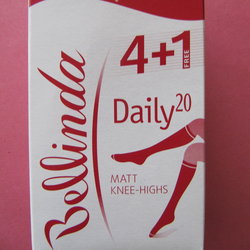 Bellinda
4+1
FREE
Daily20
MATT
KNEE-HIGHS